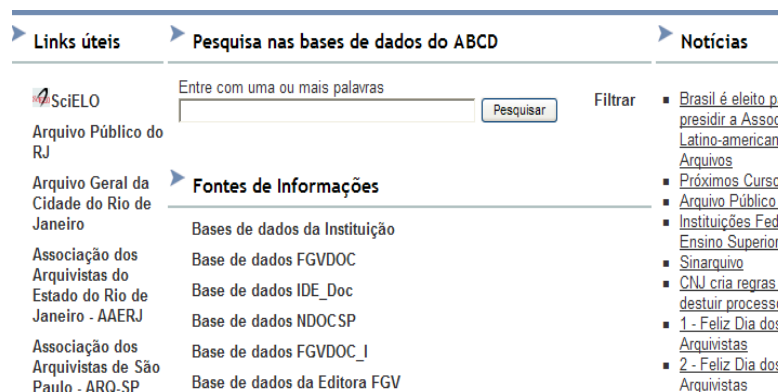 Links úteis
SciELO
Arquivo Público do
RJ
Arquivo Geral da
Cidade do Rio de
Janeiro
Associação dos
Arquivistas do
Estado do Rio de
Janeiro - AAERJ
Associação dos
Arquivistas de São
Paulo - ARQ-SP
Pesquisa nas bases de dados do ABCD
Entre com uma ou mais palavras
Pesquisar
Filtrar
Fontes de Informações
Bases de dados da Instituição
Base de dados FGVDOC
Base de dados IDE_Doc
Base de dados NDOCSP
Base de dados FGVDOC_I
Base de dados da Editora FGV
Notícias
Brasil é eleito p
presidir a Assoc
Latino-american
Arquivos
Próximos Curso
Arquivo Público
Instituições Fed
Ensino Superior
Sinarquivo
CNJ cria regras
destuir processo
1 - Feliz Dia dos
Arquivistas
2 - Feliz Dia dos
Arquivistas